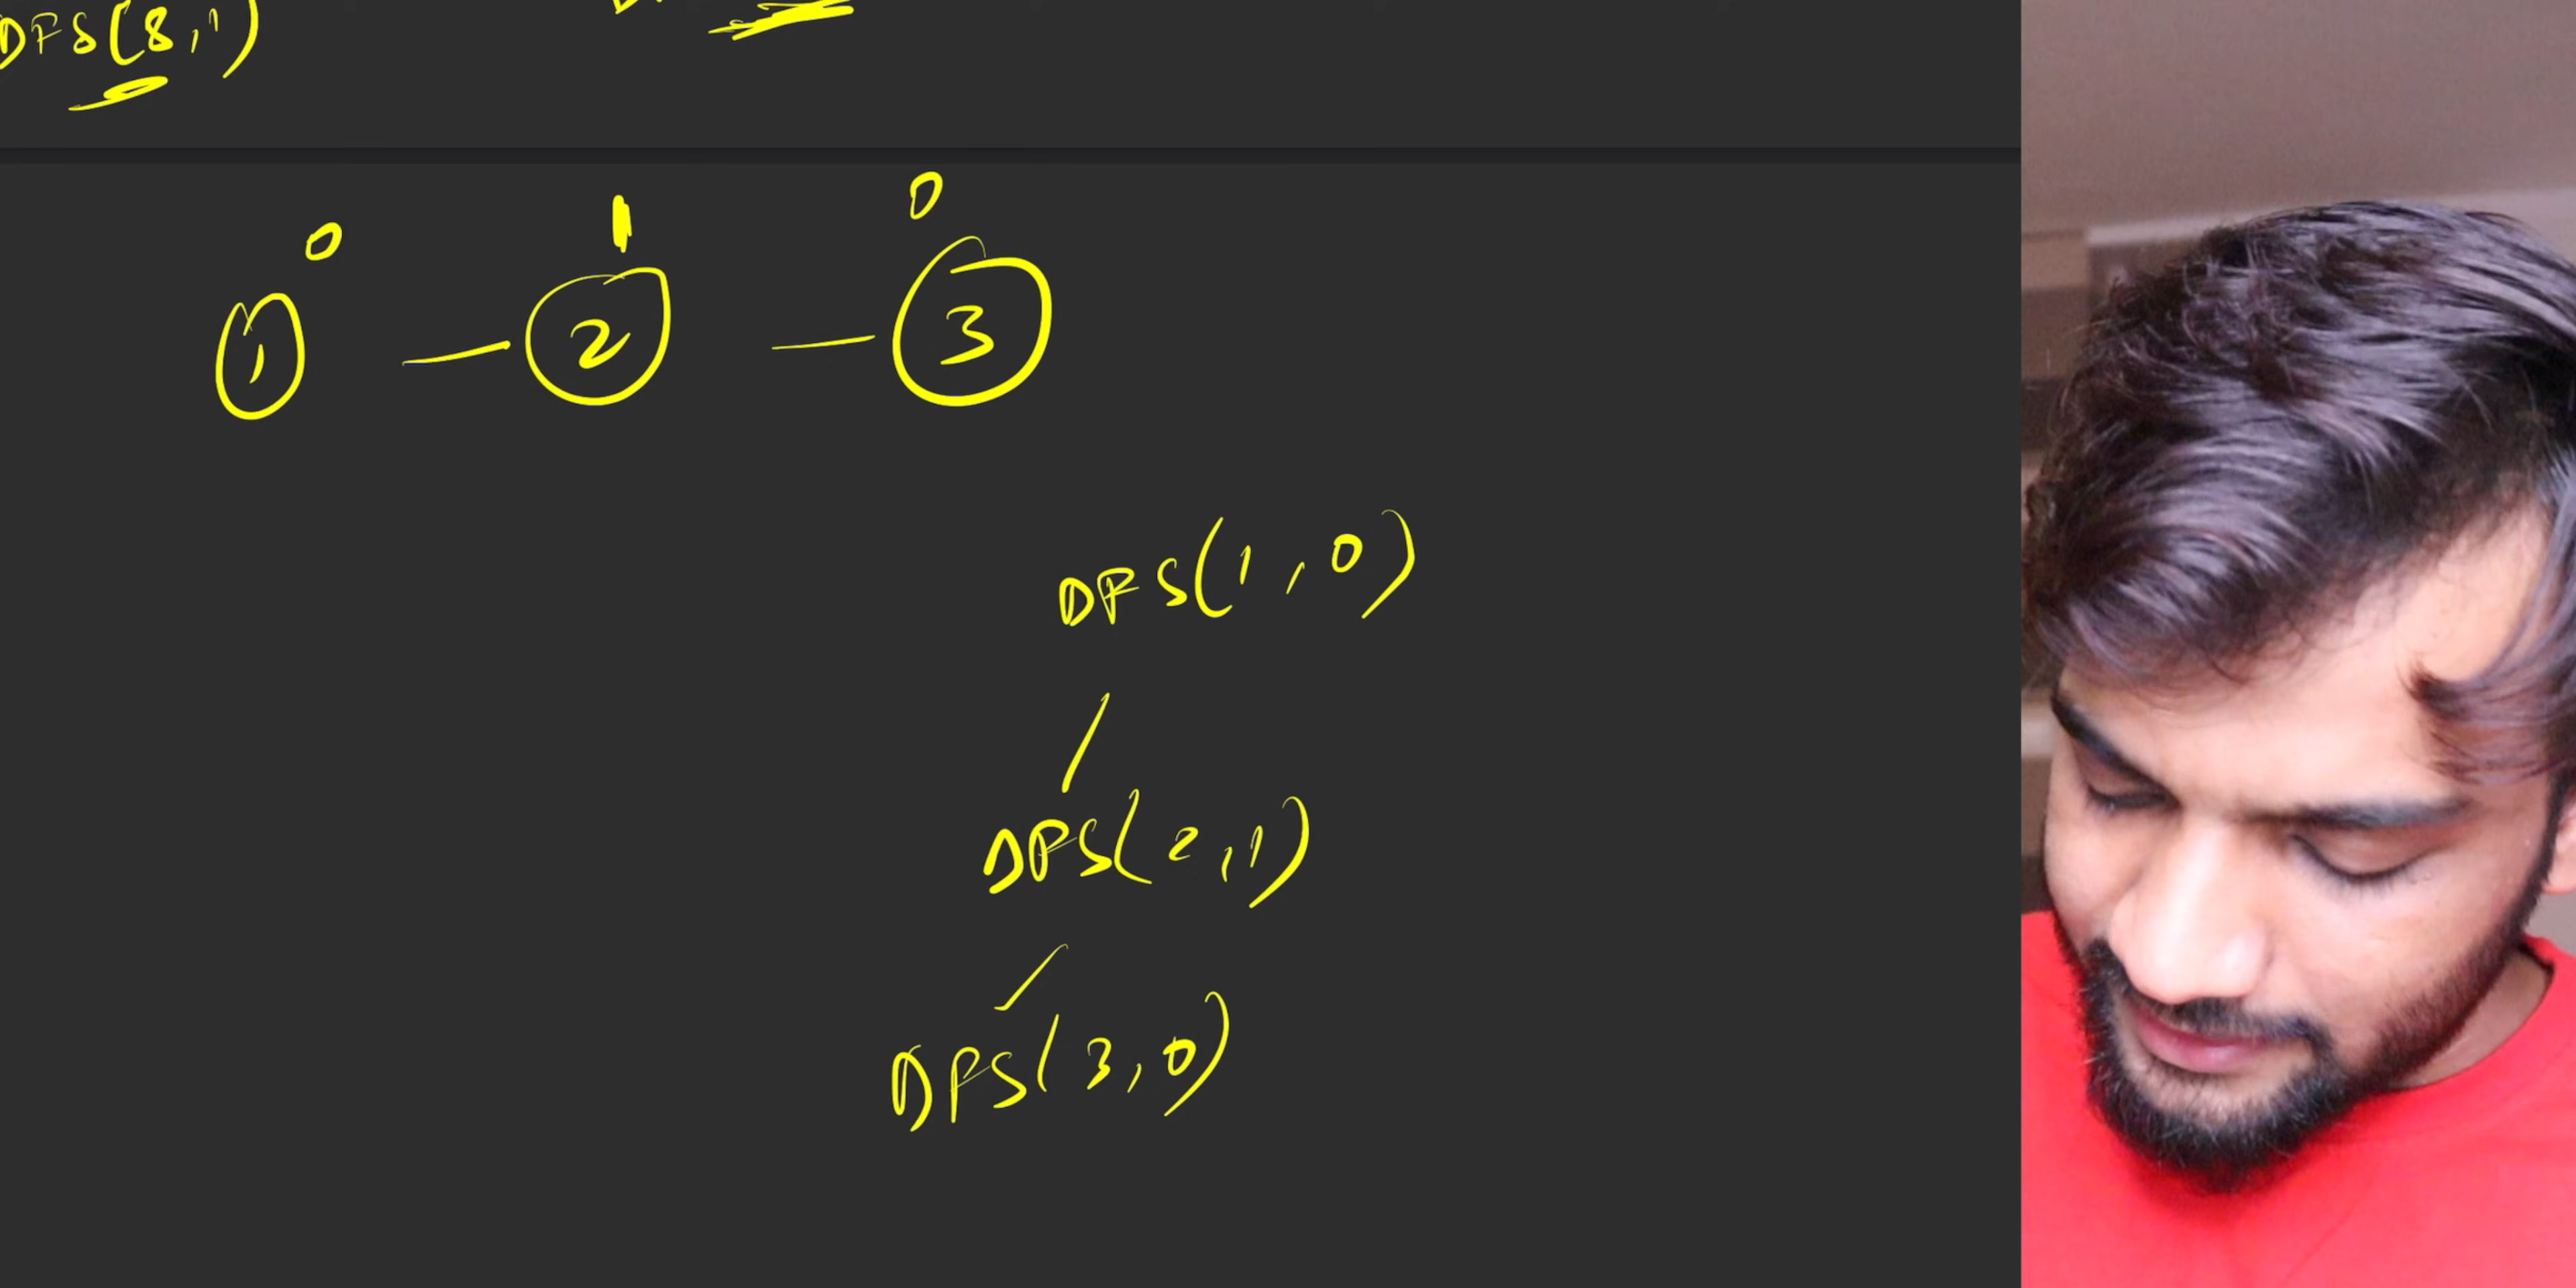 DFS(8,1)
0 1 0
1 — 2 — 3
DFS(1,0)
DFS(2,1)
DFS(3,0)